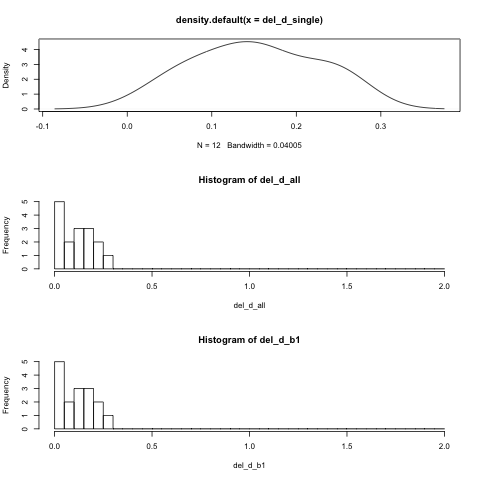 density.default(x = del_d_single)
Density
0 1 2 3 4
-0.1 0.0 0.1 0.2 0.3
N = 12 Bandwidth = 0.04005
Histogram of del_d_all
Frequency
0 1 2 3 4 5
0.0 0.5 1.0 1.5 2.0
del_d_all
Histogram of del_d_b1
Frequency
0 1 2 3 4 5
0.0 0.5 1.0 1.5 2.0
del_d_b1